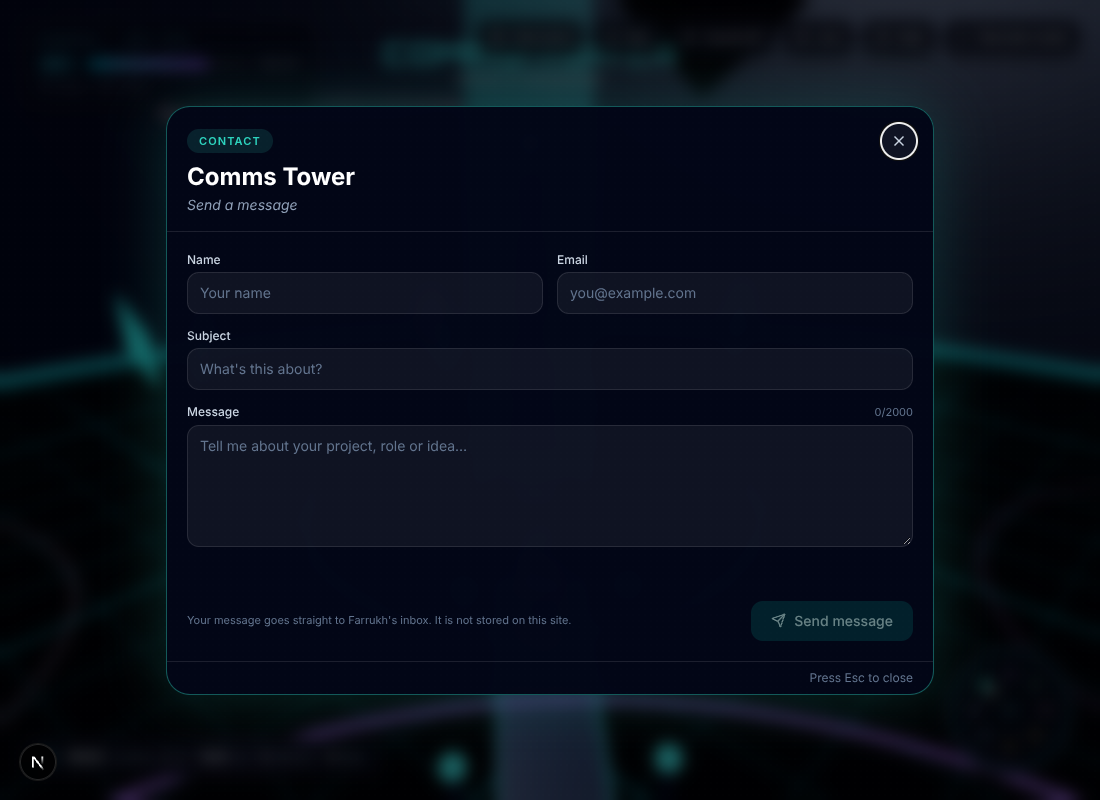 CONTACT
Comms Tower
Send a message
Name
Email
Your name
you@example.com
Subject
What's this about?
Message
0/2000
Tell me about your project, role or idea...
Your message goes straight to Farrukh's inbox. It is not stored on this site.
Send message
Press Esc to close
N